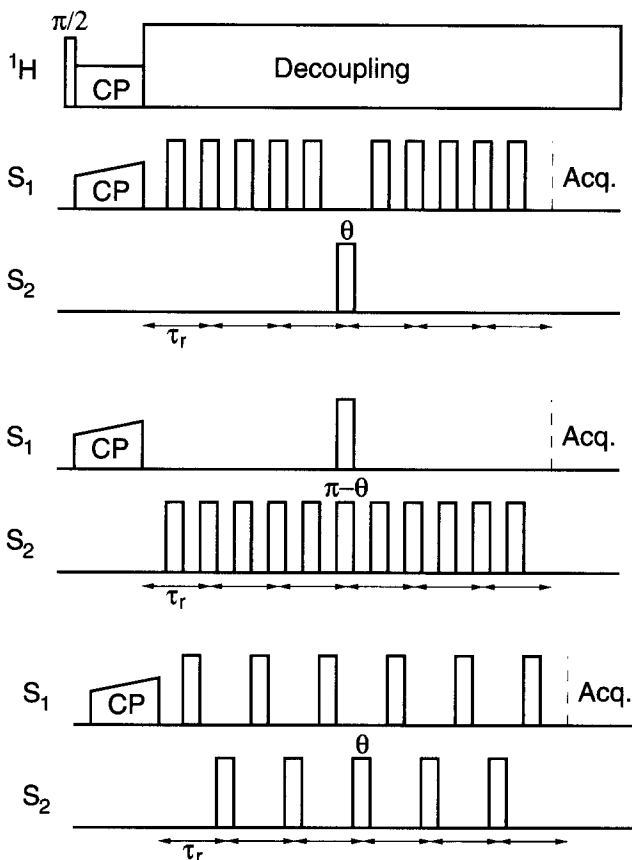 π/2
¹H
CP
Decoupling
S₁
CP
Acq.
θ
S₂
τᵣ
S₁
CP
Acq.
π−θ
S₂
τᵣ
S₁
CP
Acq.
θ
S₂
τᵣ